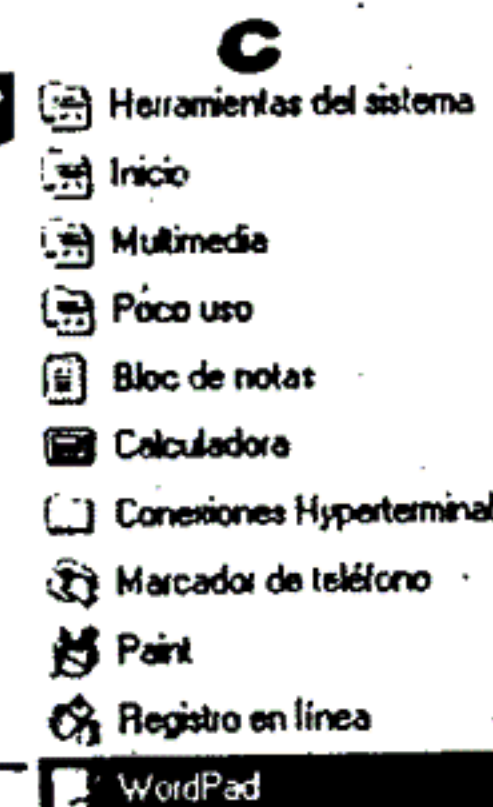 C
Herramientas del sistema
Inicio
Multimedia
Poco uso
Bloc de notas
Calculadora
Conexiones Hyperterminal
Marcador de teléfono
Paint
Registro en línea
WordPad